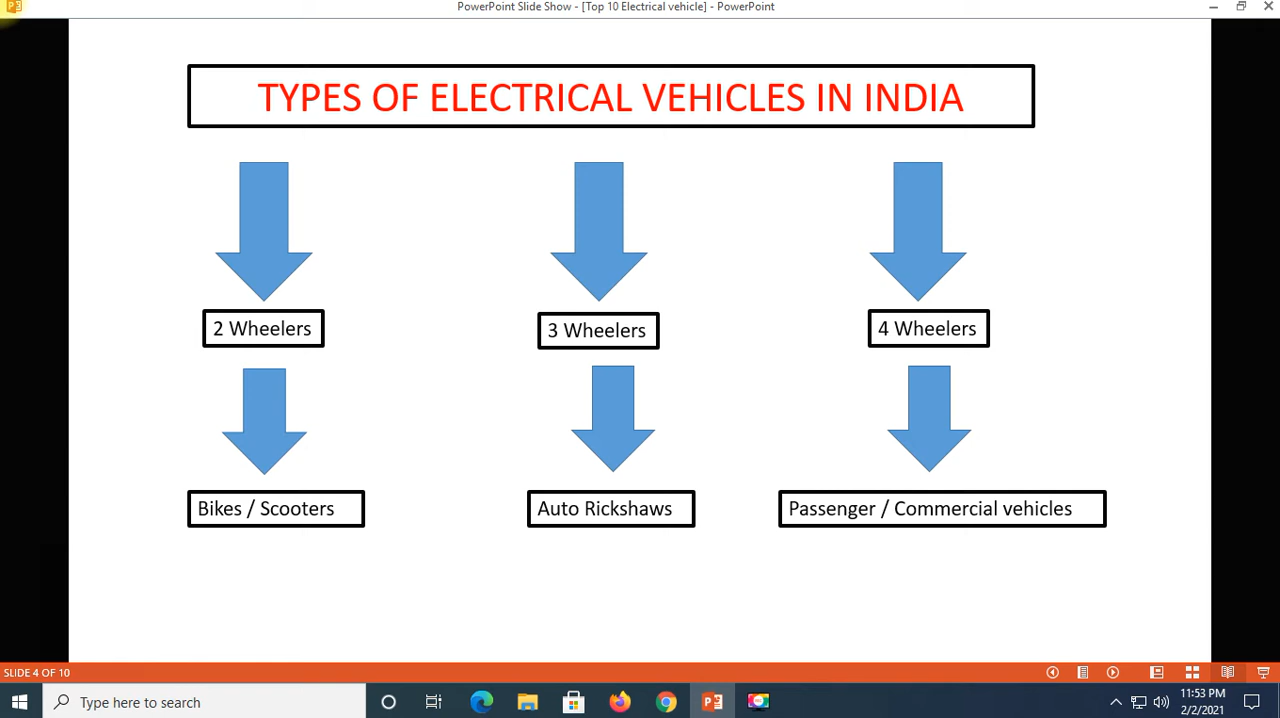 PowerPoint Slide Show - [Top 10 Electrical vehicle] - PowerPoint
TYPES OF ELECTRICAL VEHICLES IN INDIA
2 Wheelers
3 Wheelers
4 Wheelers
Bikes / Scooters
Auto Rickshaws
Passenger / Commercial vehicles
SLIDE 4 OF 10
Type here to search
11:53 PM
2/2/2021